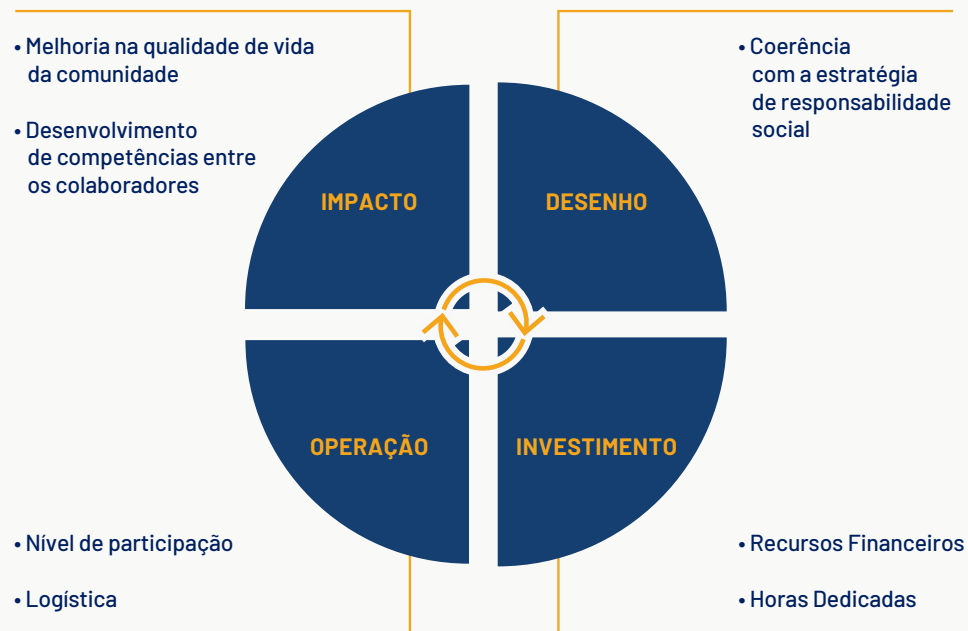 • Melhoria na qualidade de vida
da comunidade
• Desenvolvimento
de competências entre
os colaboradores
• Coerência
com a estratégia
de responsabilidade
social
IMPACTO
DESENHO
OPERAÇÃO
INVESTIMENTO
• Nível de participação
• Logística
• Recursos Financeiros
• Horas Dedicadas